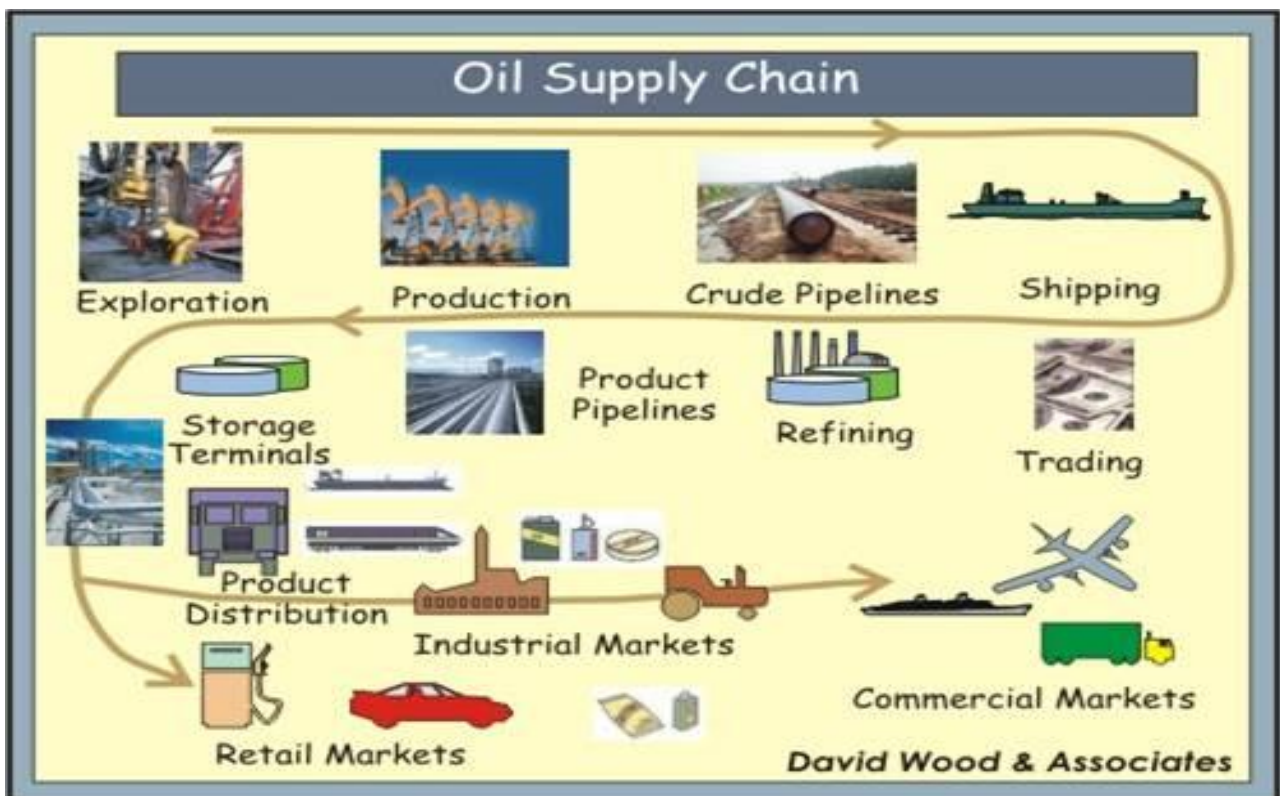 Oil Supply Chain
Exploration
Production
Crude Pipelines
Shipping
Storage
Terminals
Product
Pipelines
Refining
Trading
Product
Distribution
Industrial Markets
Commercial Markets
Retail Markets
David Wood & Associates